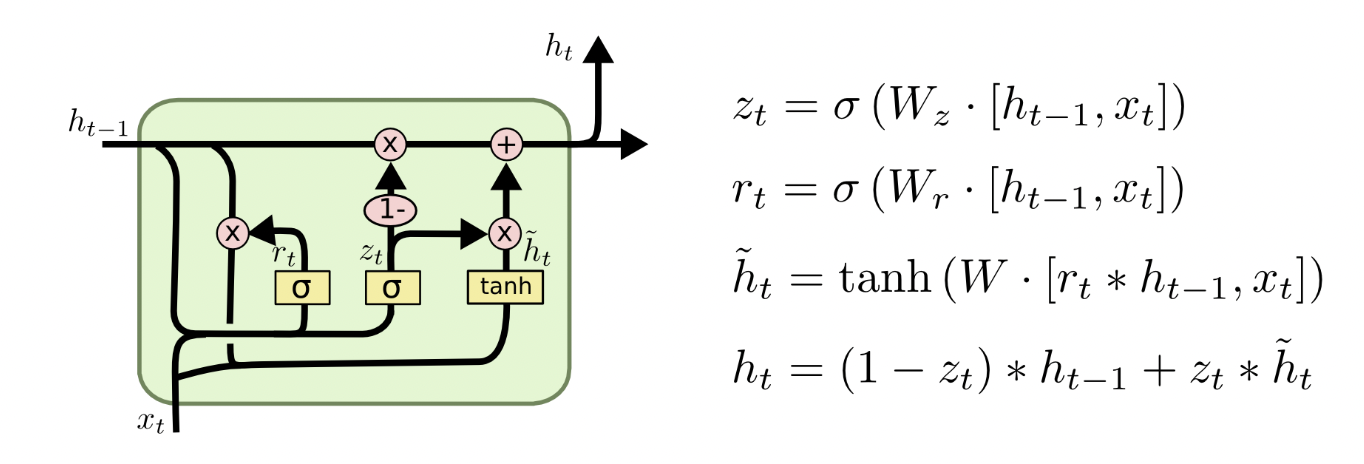 h_t
h_{t-1}
x
+
1-
x
r_t
z_t
x
h̃_t
σ
σ
tanh
x_t
z_t = σ (W_z · [h_{t-1}, x_t])
r_t = σ (W_r · [h_{t-1}, x_t])
h̃_t = tanh (W · [r_t * h_{t-1}, x_t])
h_t = (1 − z_t) * h_{t-1} + z_t * h̃_t